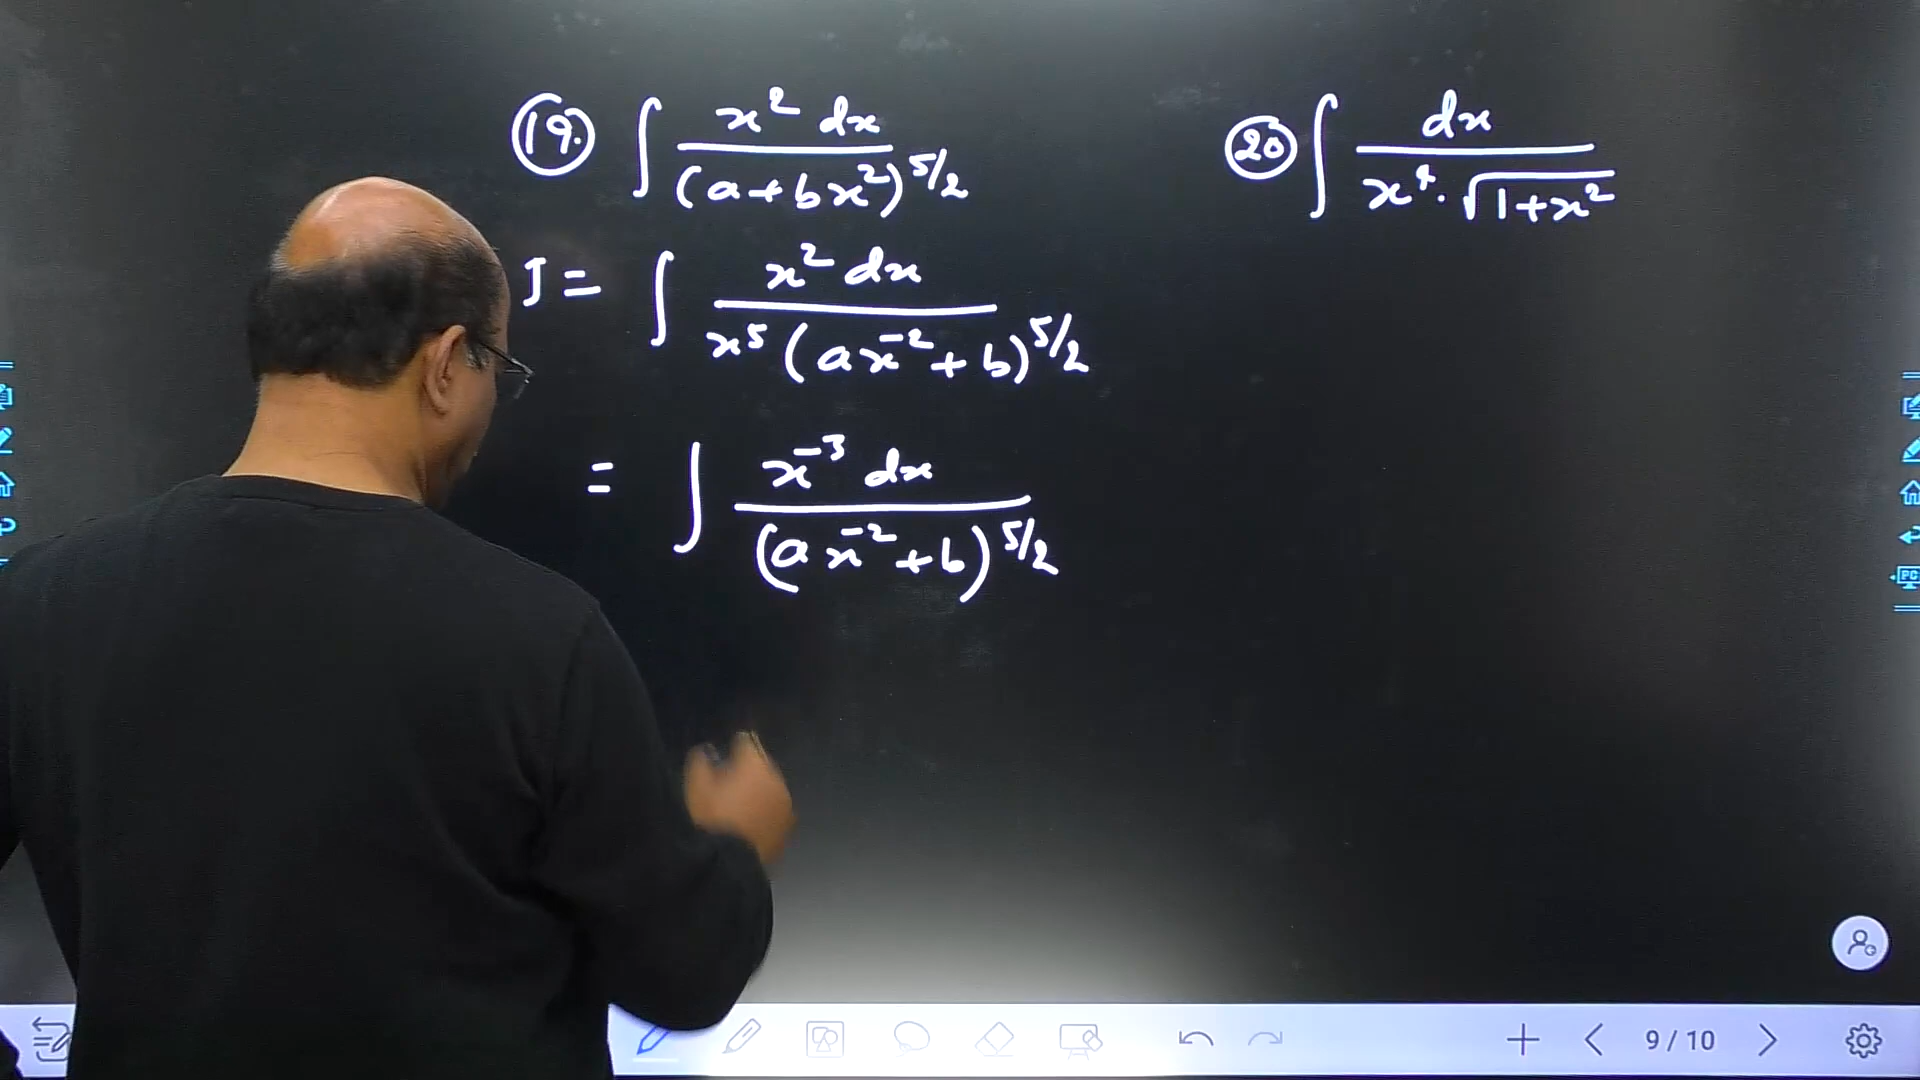 19. ∫ x² dx / (a+bx²)^5/2
I = ∫ x² dx / x⁵ (ax⁻² + b)^5/2
= ∫ x⁻³ dx / (ax⁻² + b)^5/2
20 ∫ dx / x⁴ · √1+x²
9 / 10